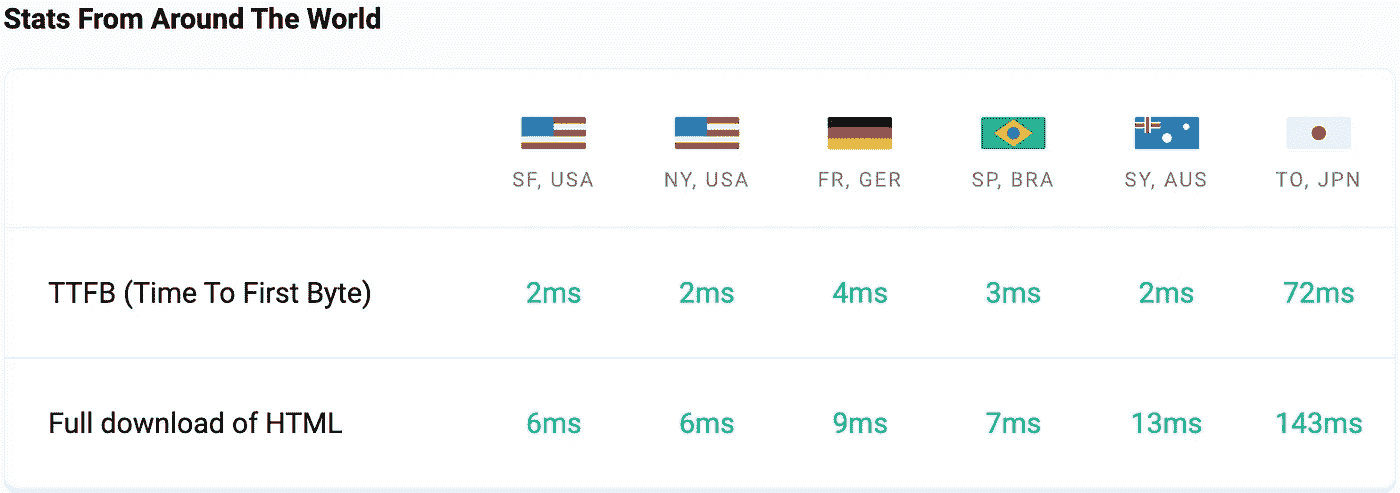 Stats From Around The World
SF, USA NY, USA FR, GER SP, BRA SY, AUS TO, JPN
TTFB (Time To First Byte) 2ms 2ms 4ms 3ms 2ms 72ms
Full download of HTML 6ms 6ms 9ms 7ms 13ms 143ms